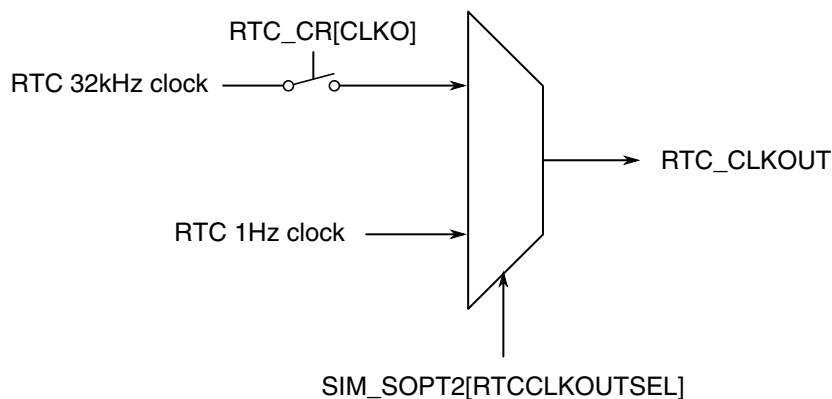 RTC_CR[CLKO]
RTC 32kHz clock
RTC_CLKOUT
RTC 1Hz clock
SIM_SOPT2[RTCCLKOUTSEL]